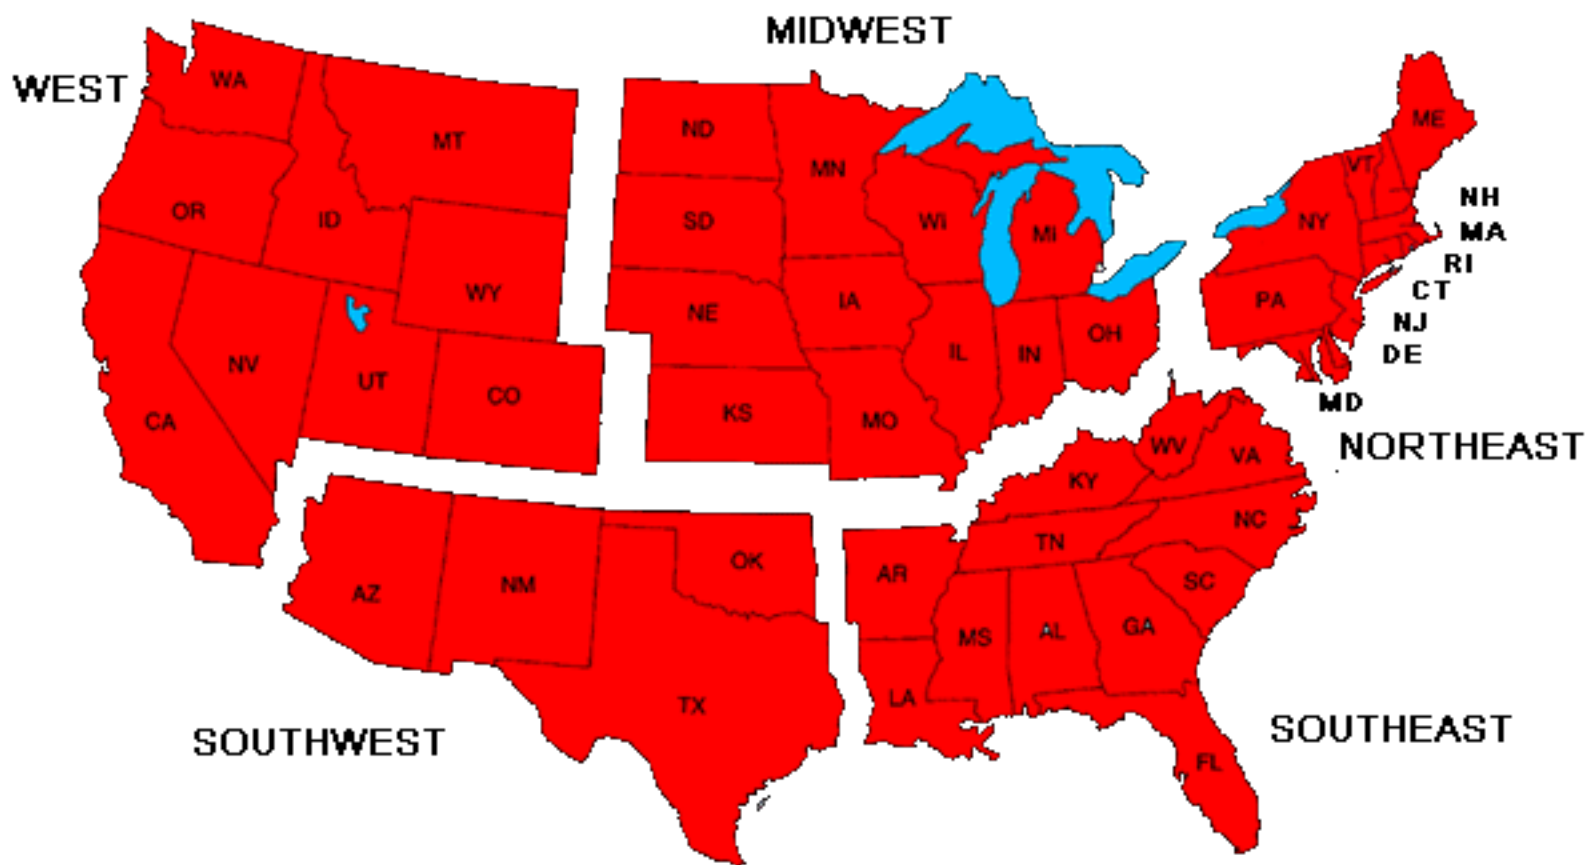 MIDWEST
WEST
WA
MT
OR
ID
WY
NV
UT
CO
CA
ND
MN
SD
WI
MI
NE
IA
IL
IN
OH
KS
MO
ME
VT
NH
NY
MA
RI
CT
PA
NJ
DE
MD
NORTHEAST
AZ
NM
OK
TX
SOUTHWEST
WV
VA
KY
NC
TN
AR
SC
MS
AL
GA
LA
FL
SOUTHEAST